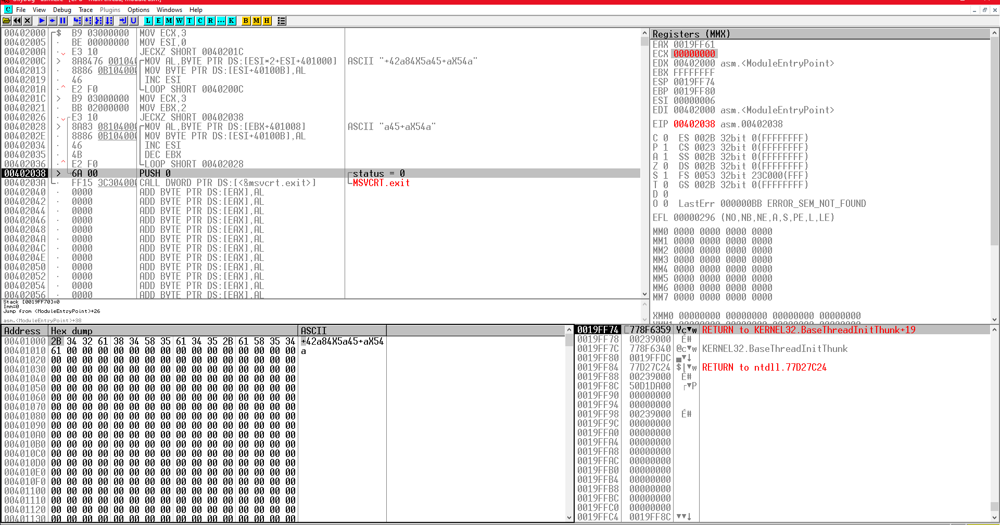 OllyDbg - asm.exe - [CPU - main thread, module asm]
C File View Debug Trace Plugins Options Windows Help
L E M W T C R ... K B M H
00402000 $ B9 03000000 MOV ECX,3
00402005 · BE 00000000 MOV ESI,0
0040200A · E3 10 JECXZ SHORT 0040201C
0040200C > 8A8476 001040 MOV AL,BYTE PTR DS:[ESI*2+ESI+401000] ASCII "+42a84X5a45+aX54a"
00402013 · 8886 0B104000 MOV BYTE PTR DS:[ESI+40100B],AL
00402019 · 46 INC ESI
0040201A ·^ E2 F0 LOOP SHORT 0040200C
0040201C > B9 03000000 MOV ECX,3
00402021 · BB 02000000 MOV EBX,2
00402026 · E3 10 JECXZ SHORT 00402038
00402028 > 8A83 08104000 MOV AL,BYTE PTR DS:[EBX+401008] ASCII "a45+aX54a"
0040202E · 8886 0B104000 MOV BYTE PTR DS:[ESI+40100B],AL
00402034 · 46 INC ESI
00402035 · 4B DEC EBX
00402036 ·^ E2 F0 LOOP SHORT 00402028
00402038 > 6A 00 PUSH 0 status = 0
0040203A · FF15 3C304000 CALL DWORD PTR DS:[<&msvcrt.exit>] MSVCRT.exit
00402040 · 0000 ADD BYTE PTR DS:[EAX],AL
00402042 · 0000 ADD BYTE PTR DS:[EAX],AL
00402044 · 0000 ADD BYTE PTR DS:[EAX],AL
00402046 · 0000 ADD BYTE PTR DS:[EAX],AL
00402048 · 0000 ADD BYTE PTR DS:[EAX],AL
0040204A · 0000 ADD BYTE PTR DS:[EAX],AL
0040204C · 0000 ADD BYTE PTR DS:[EAX],AL
0040204E · 0000 ADD BYTE PTR DS:[EAX],AL
00402050 · 0000 ADD BYTE PTR DS:[EAX],AL
00402052 · 0000 ADD BYTE PTR DS:[EAX],AL
00402054 · 0000 ADD BYTE PTR DS:[EAX],AL
00402056 · 0000 ADD BYTE PTR DS:[EAX],AL
Stack [0019FF70]=0
Imm=0
Jump from <ModuleEntryPoint>+26
asm.<ModuleEntryPoint>+38
Registers (MMX)
EAX 0019FF61
ECX 00000000
EDX 00402000 asm.<ModuleEntryPoint>
EBX FFFFFFFF
ESP 0019FF74
EBP 0019FF80
ESI 00000006
EDI 00402000 asm.<ModuleEntryPoint>
EIP 00402038 asm.00402038
C 0 ES 002B 32bit 0(FFFFFFFF)
P 1 CS 0023 32bit 0(FFFFFFFF)
A 1 SS 002B 32bit 0(FFFFFFFF)
Z 0 DS 002B 32bit 0(FFFFFFFF)
S 1 FS 0053 32bit 23C000(FFF)
T 0 GS 002B 32bit 0(FFFFFFFF)
D 0
O 0 LastErr 000000BB ERROR_SEM_NOT_FOUND
EFL 00000296 (NO,NB,NE,A,S,PE,L,LE)
MM0 0000 0000 0000 0000
MM1 0000 0000 0000 0000
MM2 0000 0000 0000 0000
MM3 0000 0000 0000 0000
MM4 0000 0000 0000 0000
MM5 0000 0000 0000 0000
MM6 0000 0000 0000 0000
MM7 0000 0000 0000 0000
XMM0 00000000 00000000 00000000 00000000
Address Hex dump ASCII
00401000 2B 34 32 61 38 34 58 35 61 34 35 2B 61 58 35 34 +42a84X5a45+aX54
00401010 61 00 00 00 00 00 00 00 00 00 00 00 00 00 00 00 a
00401020 00 00 00 00 00 00 00 00 00 00 00 00 00 00 00 00
00401030 00 00 00 00 00 00 00 00 00 00 00 00 00 00 00 00
00401040 00 00 00 00 00 00 00 00 00 00 00 00 00 00 00 00
00401050 00 00 00 00 00 00 00 00 00 00 00 00 00 00 00 00
00401060 00 00 00 00 00 00 00 00 00 00 00 00 00 00 00 00
00401070 00 00 00 00 00 00 00 00 00 00 00 00 00 00 00 00
00401080 00 00 00 00 00 00 00 00 00 00 00 00 00 00 00 00
00401090 00 00 00 00 00 00 00 00 00 00 00 00 00 00 00 00
004010A0 00 00 00 00 00 00 00 00 00 00 00 00 00 00 00 00
004010B0 00 00 00 00 00 00 00 00 00 00 00 00 00 00 00 00
004010C0 00 00 00 00 00 00 00 00 00 00 00 00 00 00 00 00
004010D0 00 00 00 00 00 00 00 00 00 00 00 00 00 00 00 00
004010E0 00 00 00 00 00 00 00 00 00 00 00 00 00 00 00 00
004010F0 00 00 00 00 00 00 00 00 00 00 00 00 00 00 00 00
00401100 00 00 00 00 00 00 00 00 00 00 00 00 00 00 00 00
00401110 00 00 00 00 00 00 00 00 00 00 00 00 00 00 00 00
00401120 00 00 00 00 00 00 00 00 00 00 00 00 00 00 00 00
00401130 00 00 00 00 00 00 00 00 00 00 00 00 00 00 00 00
0019FF74 778F6359 Yc▼w RETURN to KERNEL32.BaseThreadInitThunk+19
0019FF78 00239000 É#
0019FF7C 778F6340 @c▼w KERNEL32.BaseThreadInitThunk
0019FF80 0019FFDC ▄▼↓
0019FF84 77D27C24 $|▼w RETURN to ntdll.77D27C24
0019FF88 00239000 É#
0019FF8C 50D1DA00 ┌▼P
0019FF90 00000000
0019FF94 00000000
0019FF98 00239000 É#
0019FF9C 00000000
0019FFA0 00000000
0019FFA4 00000000
0019FFA8 00000000
0019FFAC 00000000
0019FFB0 00000000
0019FFB4 00000000
0019FFB8 00000000
0019FFBC 00000000
0019FFC0 00000000
0019FFC4 0019FF8C ▼▼↓